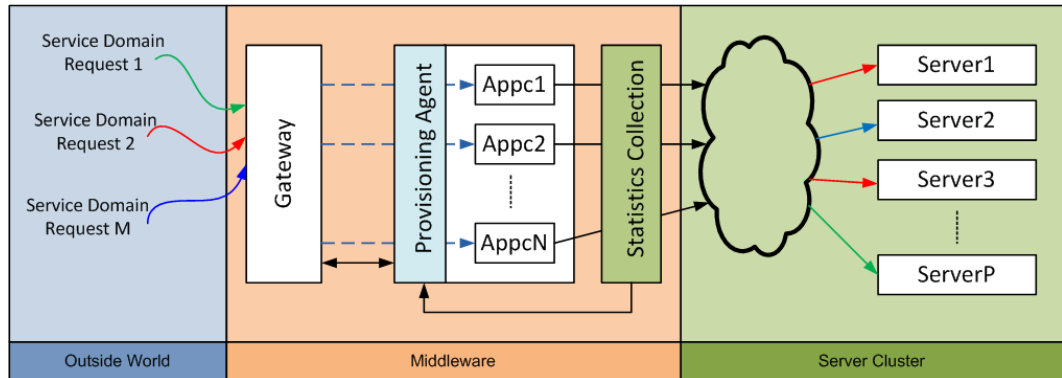 Service Domain
Request 1
Service Domain
Request 2
Service Domain
Request M
Gateway
Provisioning Agent
Appc1
Appc2
AppcN
Statistics Collection
Server1
Server2
Server3
ServerP
Outside World
Middleware
Server Cluster